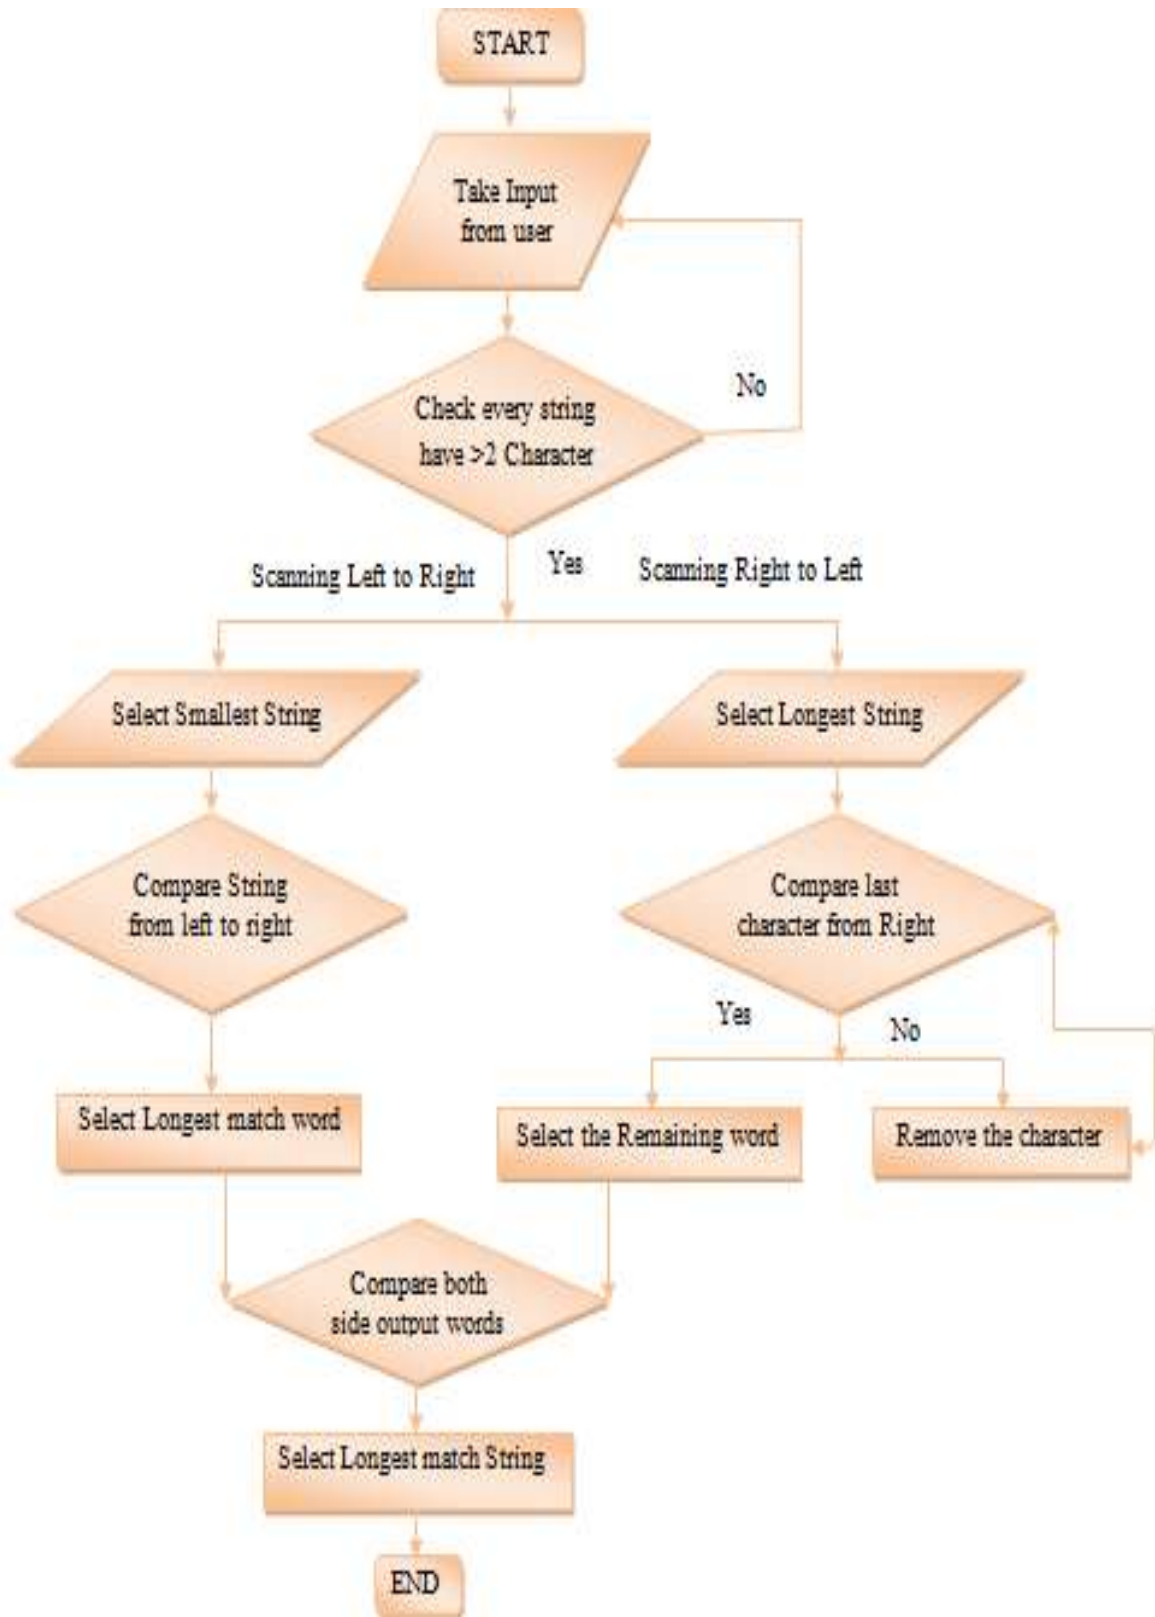 START
Take Input
from user
No
Check every string
have >2 Character
Scanning Left to Right
Yes
Scanning Right to Left
Select Smallest String
Select Longest String
Compare String
from left to right
Compare last
character from Right
Yes
No
Select Longest match word
Select the Remaining word
Remove the character
Compare both
side output words
Select Longest match String
END